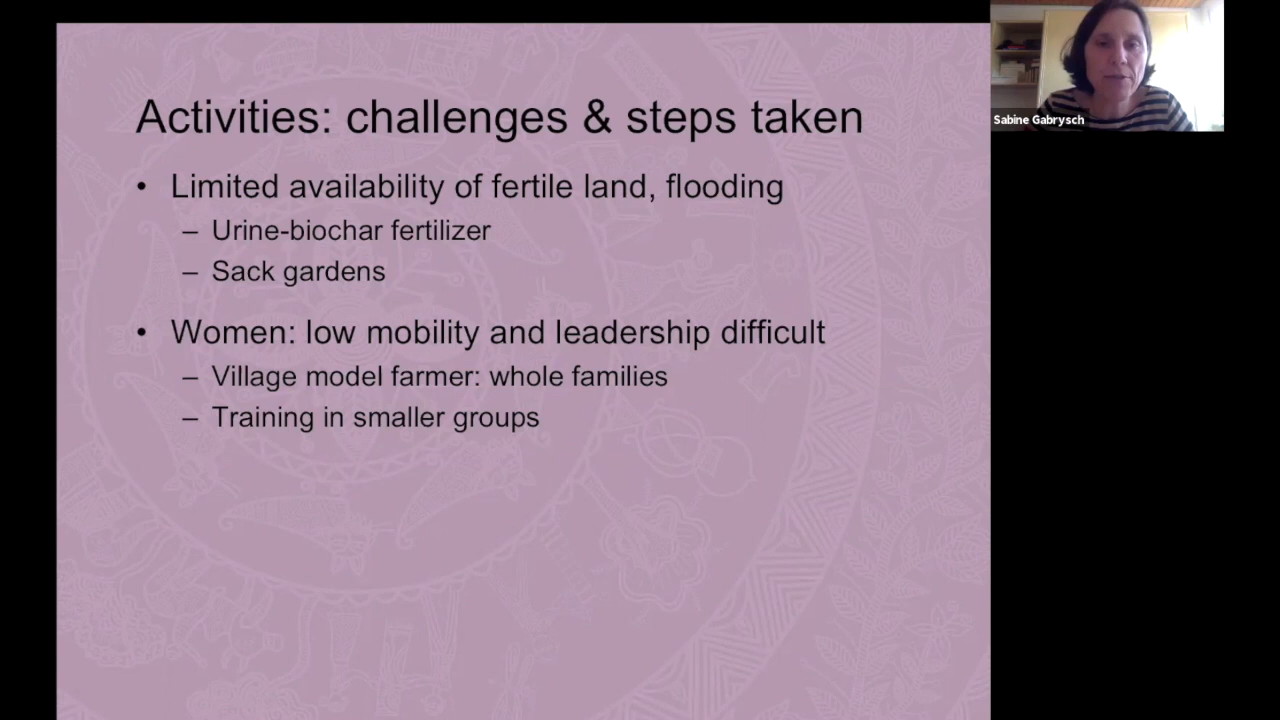 Activities: challenges & steps taken
• Limited availability of fertile land, flooding
– Urine-biochar fertilizer
– Sack gardens
• Women: low mobility and leadership difficult
– Village model farmer: whole families
– Training in smaller groups
Sabine Gabrysch